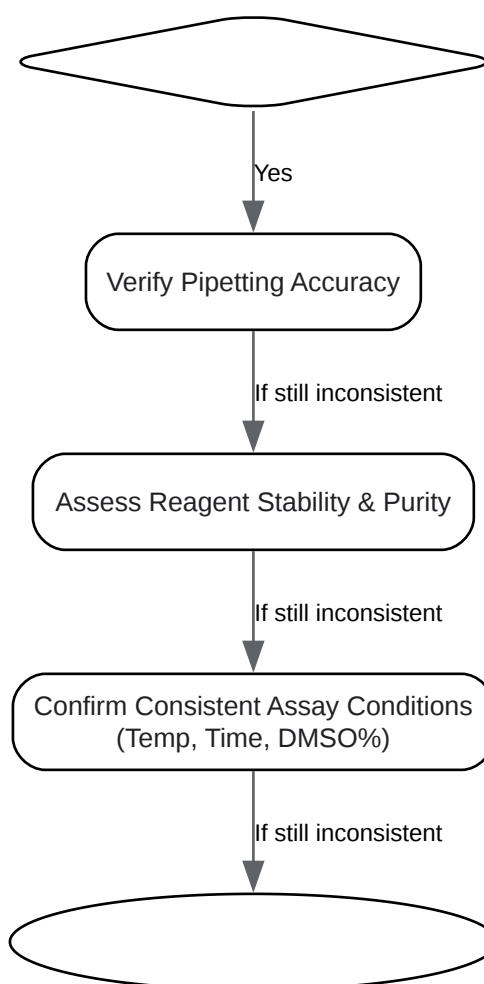 Yes
Verify Pipetting Accuracy
If still inconsistent
Assess Reagent Stability & Purity
If still inconsistent
Confirm Consistent Assay Conditions
(Temp, Time, DMSO%)
If still inconsistent